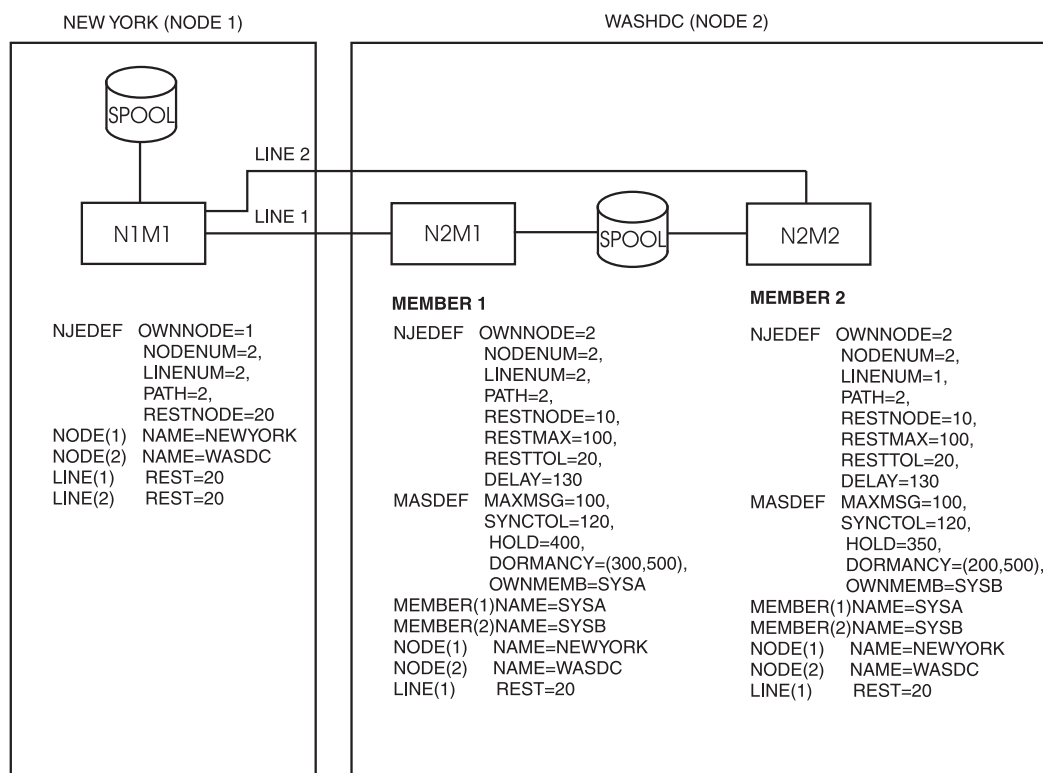 NEW YORK (NODE 1)
WASHDC (NODE 2)
SPOOL
LINE 2
LINE 1
N1M1
N2M1
SPOOL
N2M2
NJEDEF OWNNODE=1
NODENUM=2,
LINENUM=2,
PATH=2,
RESTNODE=20
NODE(1) NAME=NEWYORK
NODE(2) NAME=WASDC
LINE(1) REST=20
LINE(2) REST=20
MEMBER 1
NJEDEF OWNNODE=2
NODENUM=2,
LINENUM=2,
PATH=2,
RESTNODE=10,
RESTMAX=100,
RESTTOL=20,
DELAY=130
MASDEF MAXMSG=100,
SYNCTOL=120,
HOLD=400,
DORMANCY=(300,500),
OWNMEMB=SYSA
MEMBER(1)NAME=SYSA
MEMBER(2)NAME=SYSB
NODE(1) NAME=NEWYORK
NODE(2) NAME=WASDC
LINE(1) REST=20
MEMBER 2
NJEDEF OWNNODE=2
NODENUM=2,
LINENUM=1,
PATH=2,
RESTNODE=10,
RESTMAX=100,
RESTTOL=20,
DELAY=130
MASDEF MAXMSG=100,
SYNCTOL=120,
HOLD=350,
DORMANCY=(200,500),
OWNMEMB=SYSB
MEMBER(1)NAME=SYSA
MEMBER(2)NAME=SYSB
NODE(1) NAME=NEWYORK
NODE(2) NAME=WASDC
LINE(1) REST=20